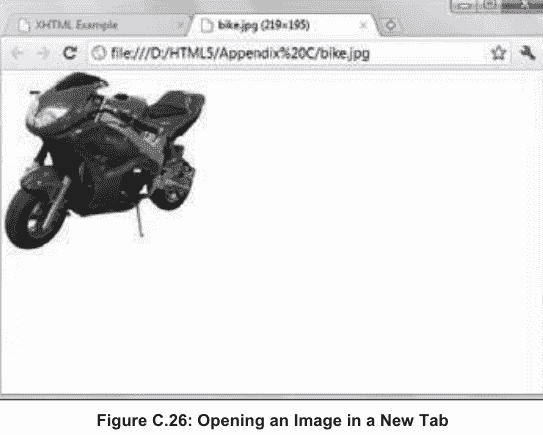 XHTML Example
bike.jpg (219×195)
file:///D:/HTML5/Appendix%20C/bike.jpg
Figure C.26: Opening an Image in a New Tab